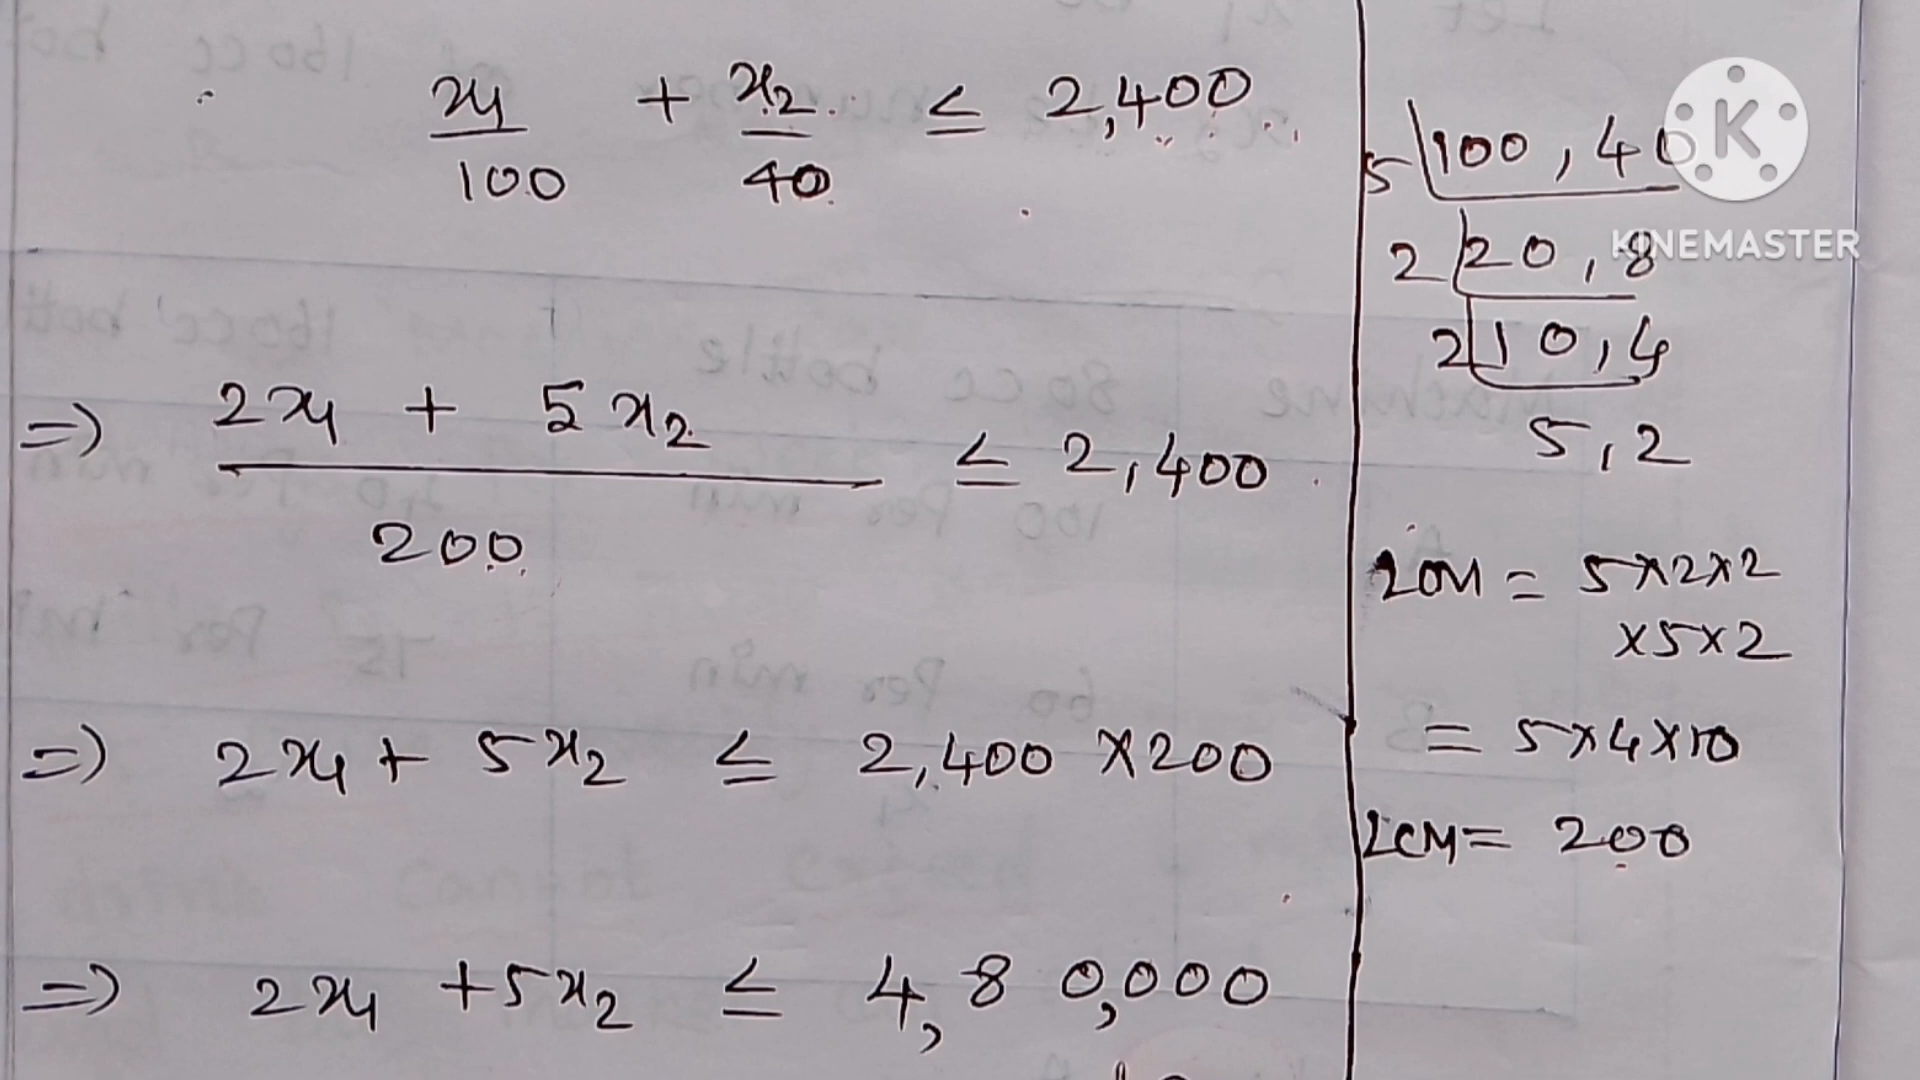 x₁/100 + x₂/40 ≤ 2,400
⇒ (2x₁ + 5x₂)/200 ≤ 2,400
⇒ 2x₁ + 5x₂ ≤ 2,400 × 200
⇒ 2x₁ + 5x₂ ≤ 4,80,000
5 | 100, 40
2 | 20, 8
2 | 10, 4
5, 2
LCM = 5×2×2
×5×2
= 5×4×10
LCM = 200
K
KINEMASTER